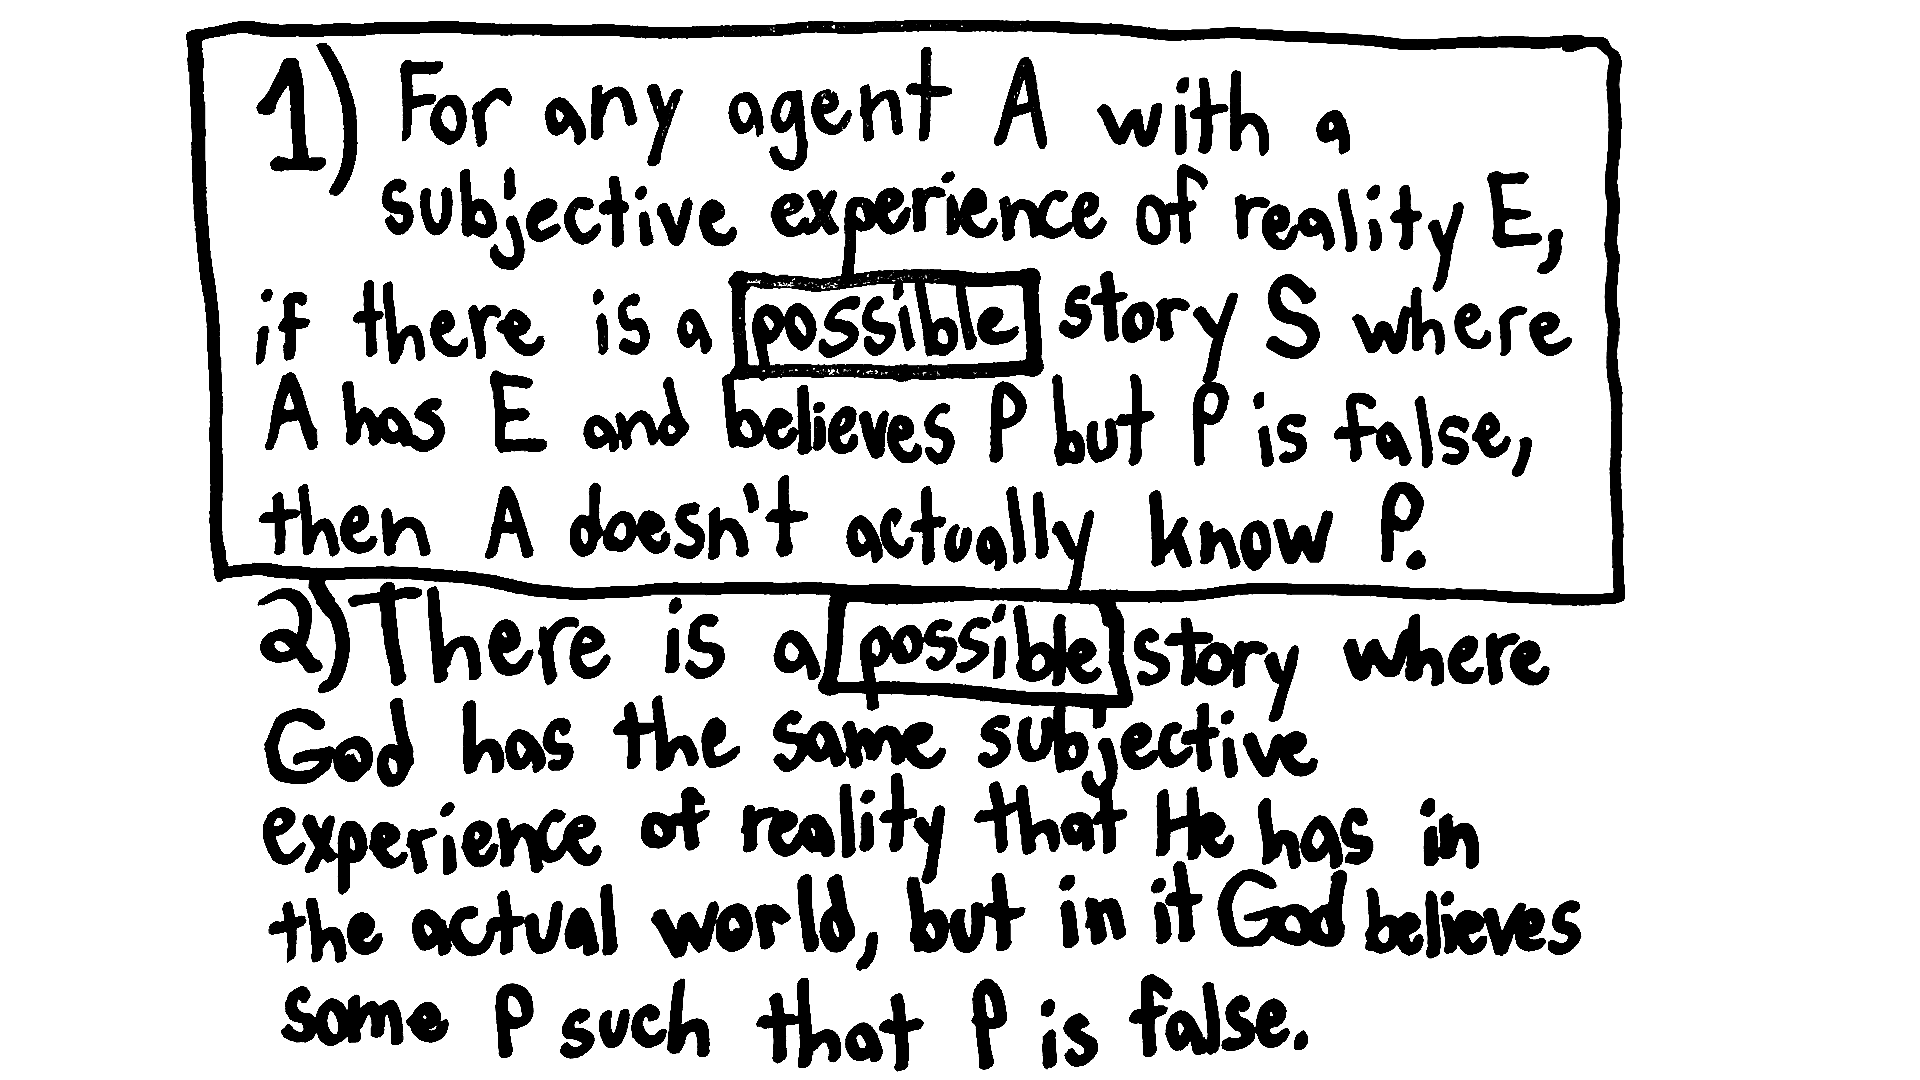 1) For any agent A with a
subjective experience of reality E,
if there is a possible story S where
A has E and believes P but P is false,
then A doesn't actually know P.
2) There is a possible story where
God has the same subjective
experience of reality that He has in
the actual world, but in it God believes
some P such that P is false.